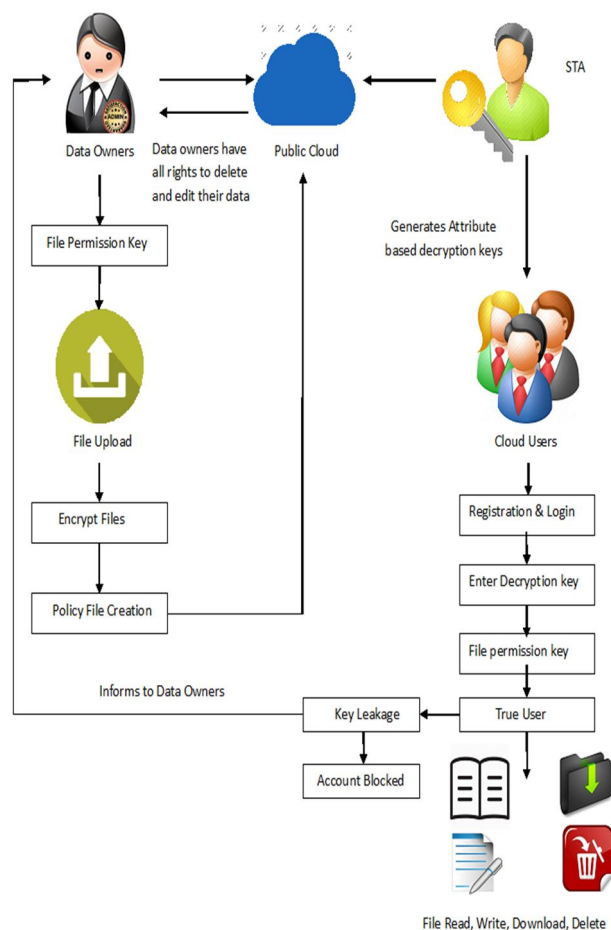 STA
Data Owners
Public Cloud
Data owners have
all rights to delete
and edit their data
ADMIN
File Permission Key
Generates Attribute
based decryption keys
File Upload
Cloud Users
Encrypt Files
Registration & Login
Policy File Creation
Enter Decryption key
File permission key
Informs to Data Owners
Key Leakage
True User
Account Blocked
File Read, Write, Download, Delete